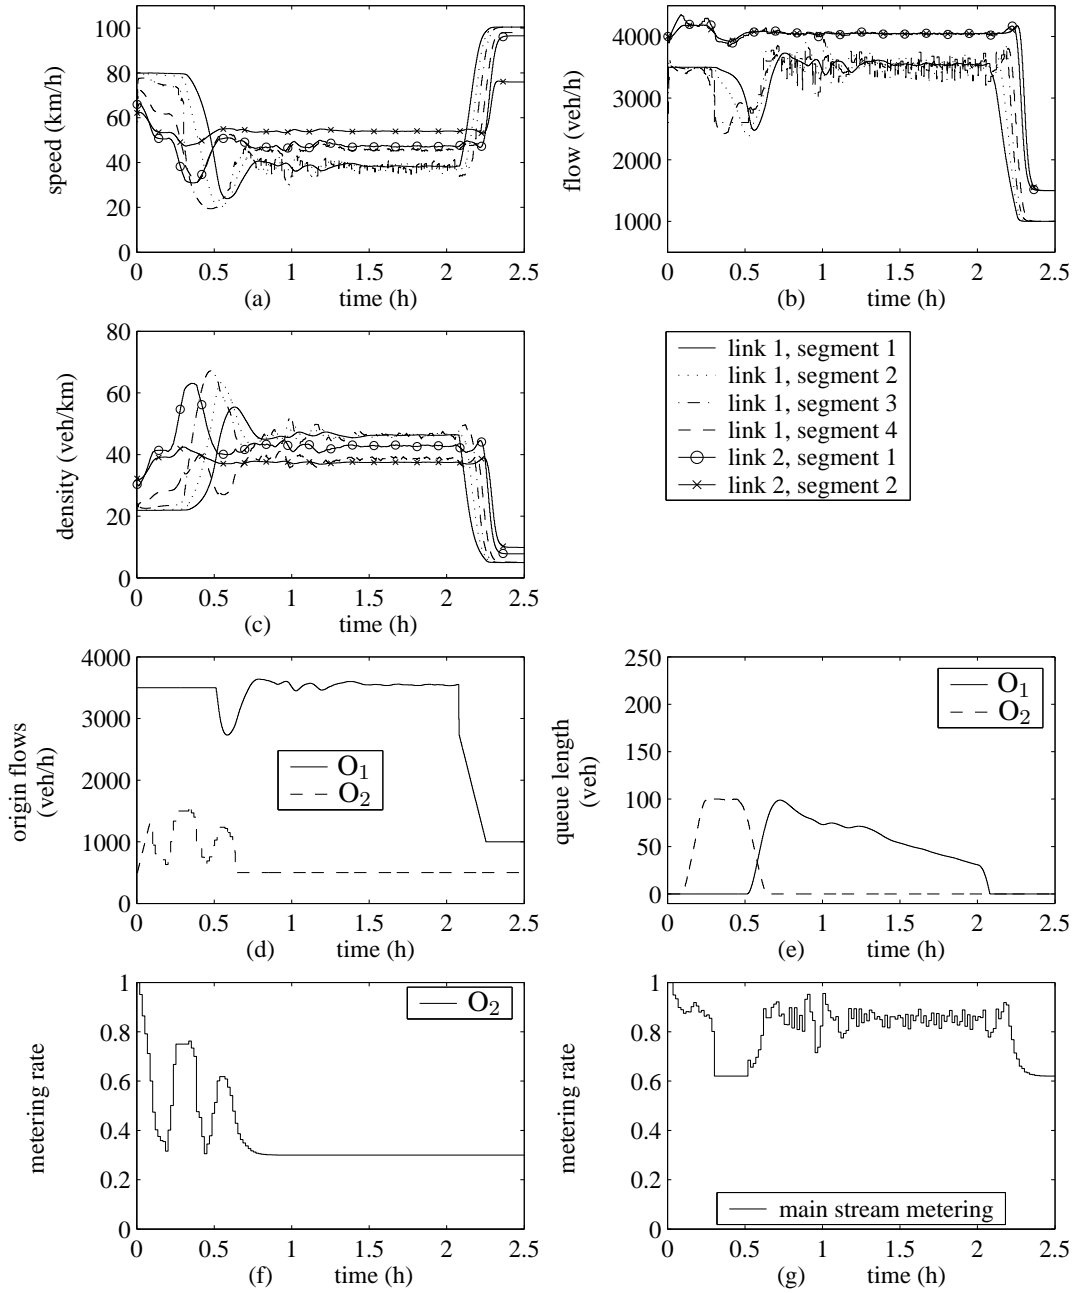 100
80
60
40
20
0
speed (km/h)
0
0.5
1
1.5
2
2.5
(a)
time (h)
4000
3000
2000
1000
flow (veh/h)
0
0.5
1
1.5
2
2.5
(b)
time (h)
80
60
40
20
0
density (veh/km)
0
0.5
1
1.5
2
2.5
(c)
time (h)
link 1, segment 1
link 1, segment 2
link 1, segment 3
link 1, segment 4
link 2, segment 1
link 2, segment 2
4000
3000
2000
1000
0
origin flows
(veh/h)
O1
O2
0
0.5
1
1.5
2
2.5
(d)
time (h)
250
200
150
100
50
0
queue length
(veh)
O1
O2
0
0.5
1
1.5
2
2.5
(e)
time (h)
1
0.8
0.6
0.4
0.2
0
metering rate
O2
0
0.5
1
1.5
2
2.5
(f)
time (h)
1
0.8
0.6
0.4
0.2
0
metering rate
main stream metering
0
0.5
1
1.5
2
2.5
(g)
time (h)